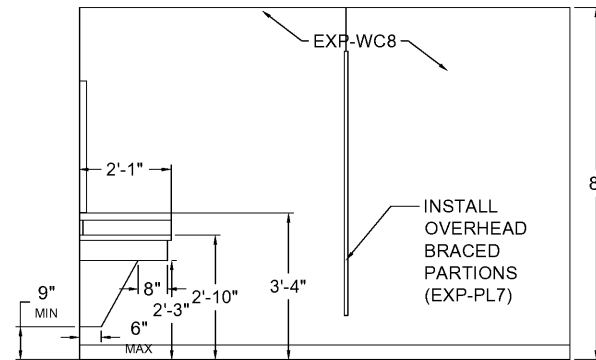 EXP-WC8
2'-1"
8
INSTALL
OVERHEAD
BRACED
PARTIONS
(EXP-PL7)
9"
MIN
8"
2'-10"
3'-4"
2'-3"
6"
MAX